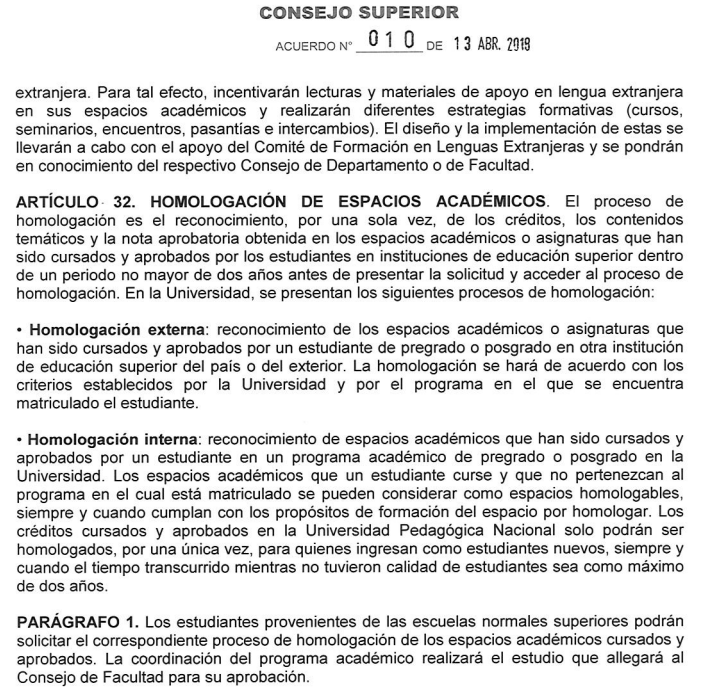 CONSEJO SUPERIOR
ACUERDO N° 010 DE 13 ABR. 2018
extranjera. Para tal efecto, incentivarán lecturas y materiales de apoyo en lengua extranjera
en sus espacios académicos y realizarán diferentes estrategias formativas (cursos,
seminarios, encuentros, pasantías e intercambios). El diseño y la implementación de estas se
llevarán a cabo con el apoyo del Comité de Formación en Lenguas Extranjeras y se pondrán
en conocimiento del respectivo Consejo de Departamento o de Facultad.
ARTÍCULO 32. HOMOLOGACIÓN DE ESPACIOS ACADÉMICOS. El proceso de
homologación es el reconocimiento, por una sola vez, de los créditos, los contenidos
temáticos y la nota aprobatoria obtenida en los espacios académicos o asignaturas que han
sido cursados y aprobados por los estudiantes en instituciones de educación superior dentro
de un periodo no mayor de dos años antes de presentar la solicitud y acceder al proceso de
homologación. En la Universidad, se presentan los siguientes procesos de homologación:
• Homologación externa: reconocimiento de los espacios académicos o asignaturas que
han sido cursados y aprobados por un estudiante de pregrado o posgrado en otra institución
de educación superior del país o del exterior. La homologación se hará de acuerdo con los
criterios establecidos por la Universidad y por el programa en el que se encuentra
matriculado el estudiante.
• Homologación interna: reconocimiento de espacios académicos que han sido cursados y
aprobados por un estudiante en un programa académico de pregrado o posgrado en la
Universidad. Los espacios académicos que un estudiante curse y que no pertenezcan al
programa en el cual está matriculado se pueden considerar como espacios homologables,
siempre y cuando cumplan con los propósitos de formación del espacio por homologar. Los
créditos cursados y aprobados en la Universidad Pedagógica Nacional solo podrán ser
homologados, por una única vez, para quienes ingresan como estudiantes nuevos, siempre y
cuando el tiempo transcurrido mientras no tuvieron calidad de estudiantes sea como máximo
de dos años.
PARÁGRAFO 1. Los estudiantes provenientes de las escuelas normales superiores podrán
solicitar el correspondiente proceso de homologación de los espacios académicos cursados y
aprobados. La coordinación del programa académico realizará el estudio que allegará al
Consejo de Facultad para su aprobación.